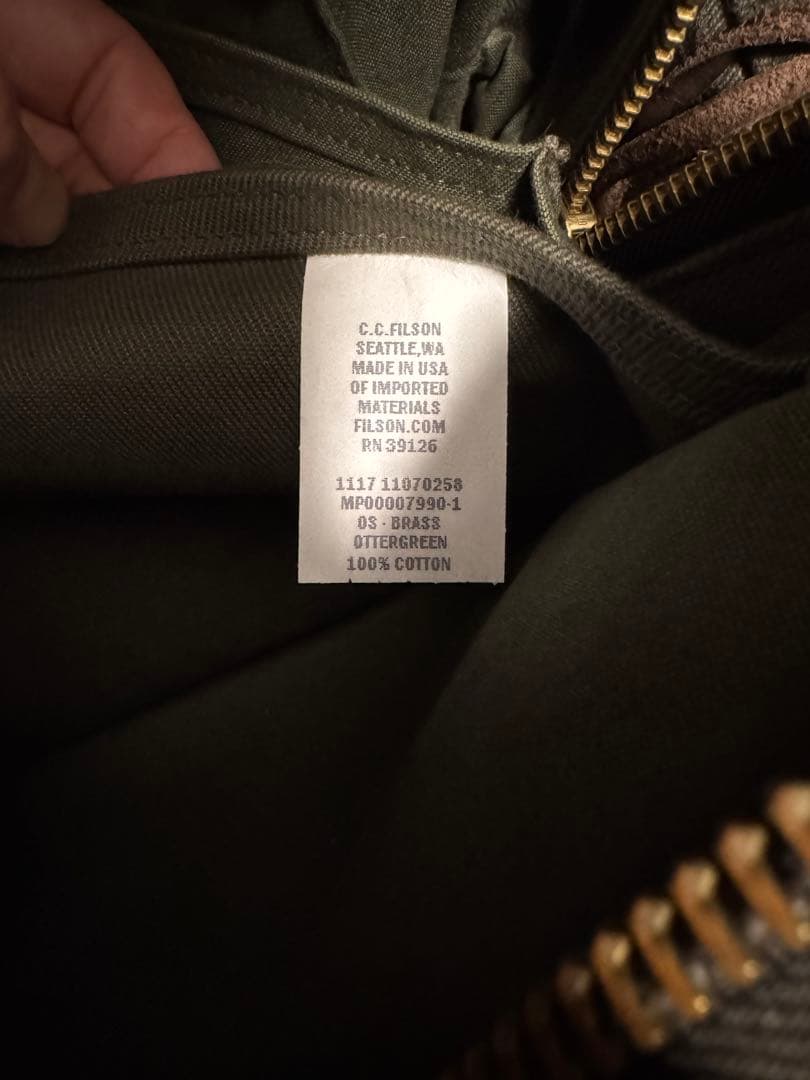 C.C.FILSON
SEATTLE,WA
MADE IN USA
OF IMPORTED
MATERIALS
FILSON.COM
RN 39126
1117 11070258
MP00007990-1
OS - BRASS
OTTERGREEN
100% COTTON